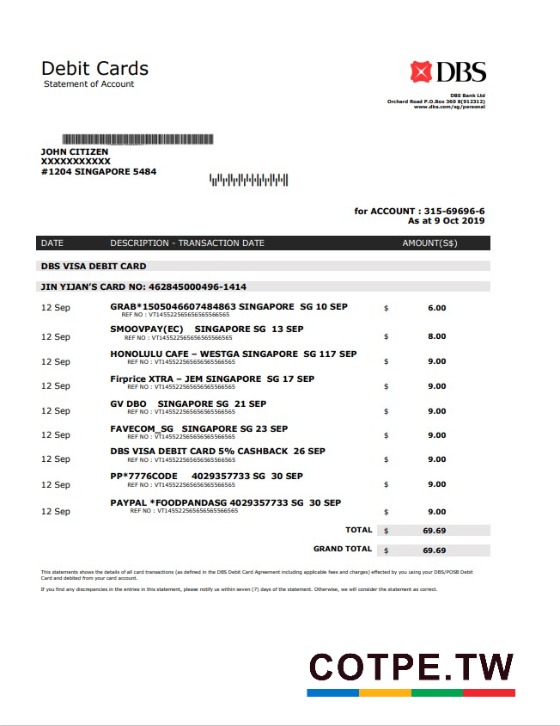 Debit Cards
Statement of Account
DBS
DBS Bank Ltd
Orchard Road P.O.Box 360 S(912312)
www.dbs.com/sg/personal
JOHN CITIZEN
XXXXXXXXXXX
#1204 SINGAPORE 5484
for ACCOUNT : 315-69696-6
As at 9 Oct 2019
DATE DESCRIPTION - TRANSACTION DATE AMOUNT(S$)
DBS VISA DEBIT CARD
JIN YIJAN'S CARD NO: 462845000496-1414
12 Sep GRAB*1505046607484863 SINGAPORE SG 10 SEP $ 6.00
REF NO : VT145522565656565566565
12 Sep SMOOVPAY(EC) SINGAPORE SG 13 SEP $ 8.00
REF NO : VT145522565656565566565
12 Sep HONOLULU CAFE – WESTGA SINGAPORE SG 117 SEP $ 9.00
REF NO : VT145522565656565566565
12 Sep Firprice XTRA – JEM SINGAPORE SG 17 SEP $ 9.00
REF NO : VT145522565656565566565
12 Sep GV DBO SINGAPORE SG 21 SEP $ 9.00
REF NO : VT145522565656565566565
12 Sep FAVECOM_SG SINGAPORE SG 23 SEP $ 9.00
REF NO : VT145522565656565566565
12 Sep DBS VISA DEBIT CARD 5% CASHBACK 26 SEP $ 9.00
REF NO : VT145522565656565566565
12 Sep PP*7776CODE 4029357733 SG 30 SEP $ 9.00
REF NO : VT145522565656565566565
12 Sep PAYPAL *FOODPANDASG 4029357733 SG 30 SEP $ 9.00
REF NO : VT145522565656565566565
TOTAL $ 69.69
GRAND TOTAL $ 69.69
This statements shows the details of all card transactions (as defined in the DBS Debit Card Agreement including applicable fees and charges) effected by you using your DBS/POSB Debit
Card and debited from your card account.
If you find any discrepancies in the entries in this statement, please notify us within seven (7) days of the statement. Otherwise, we will consider the statement as correct.
COTPE.TW